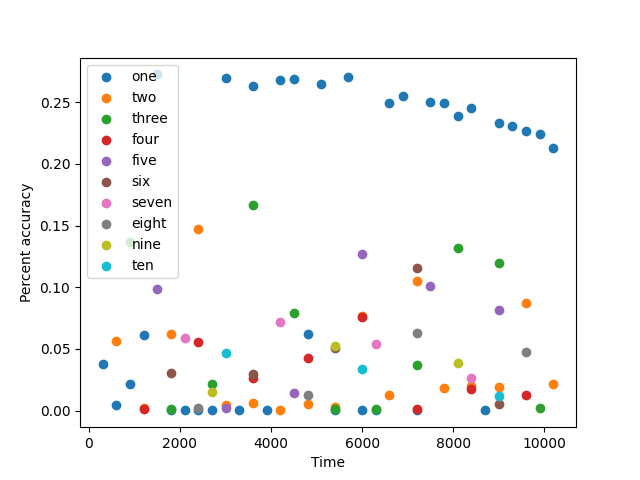 one
two
three
four
five
six
seven
eight
nine
ten
0.25
0.20
0.15
0.10
0.05
0.00
Percent accuracy
0 2000 4000 6000 8000 10000
Time